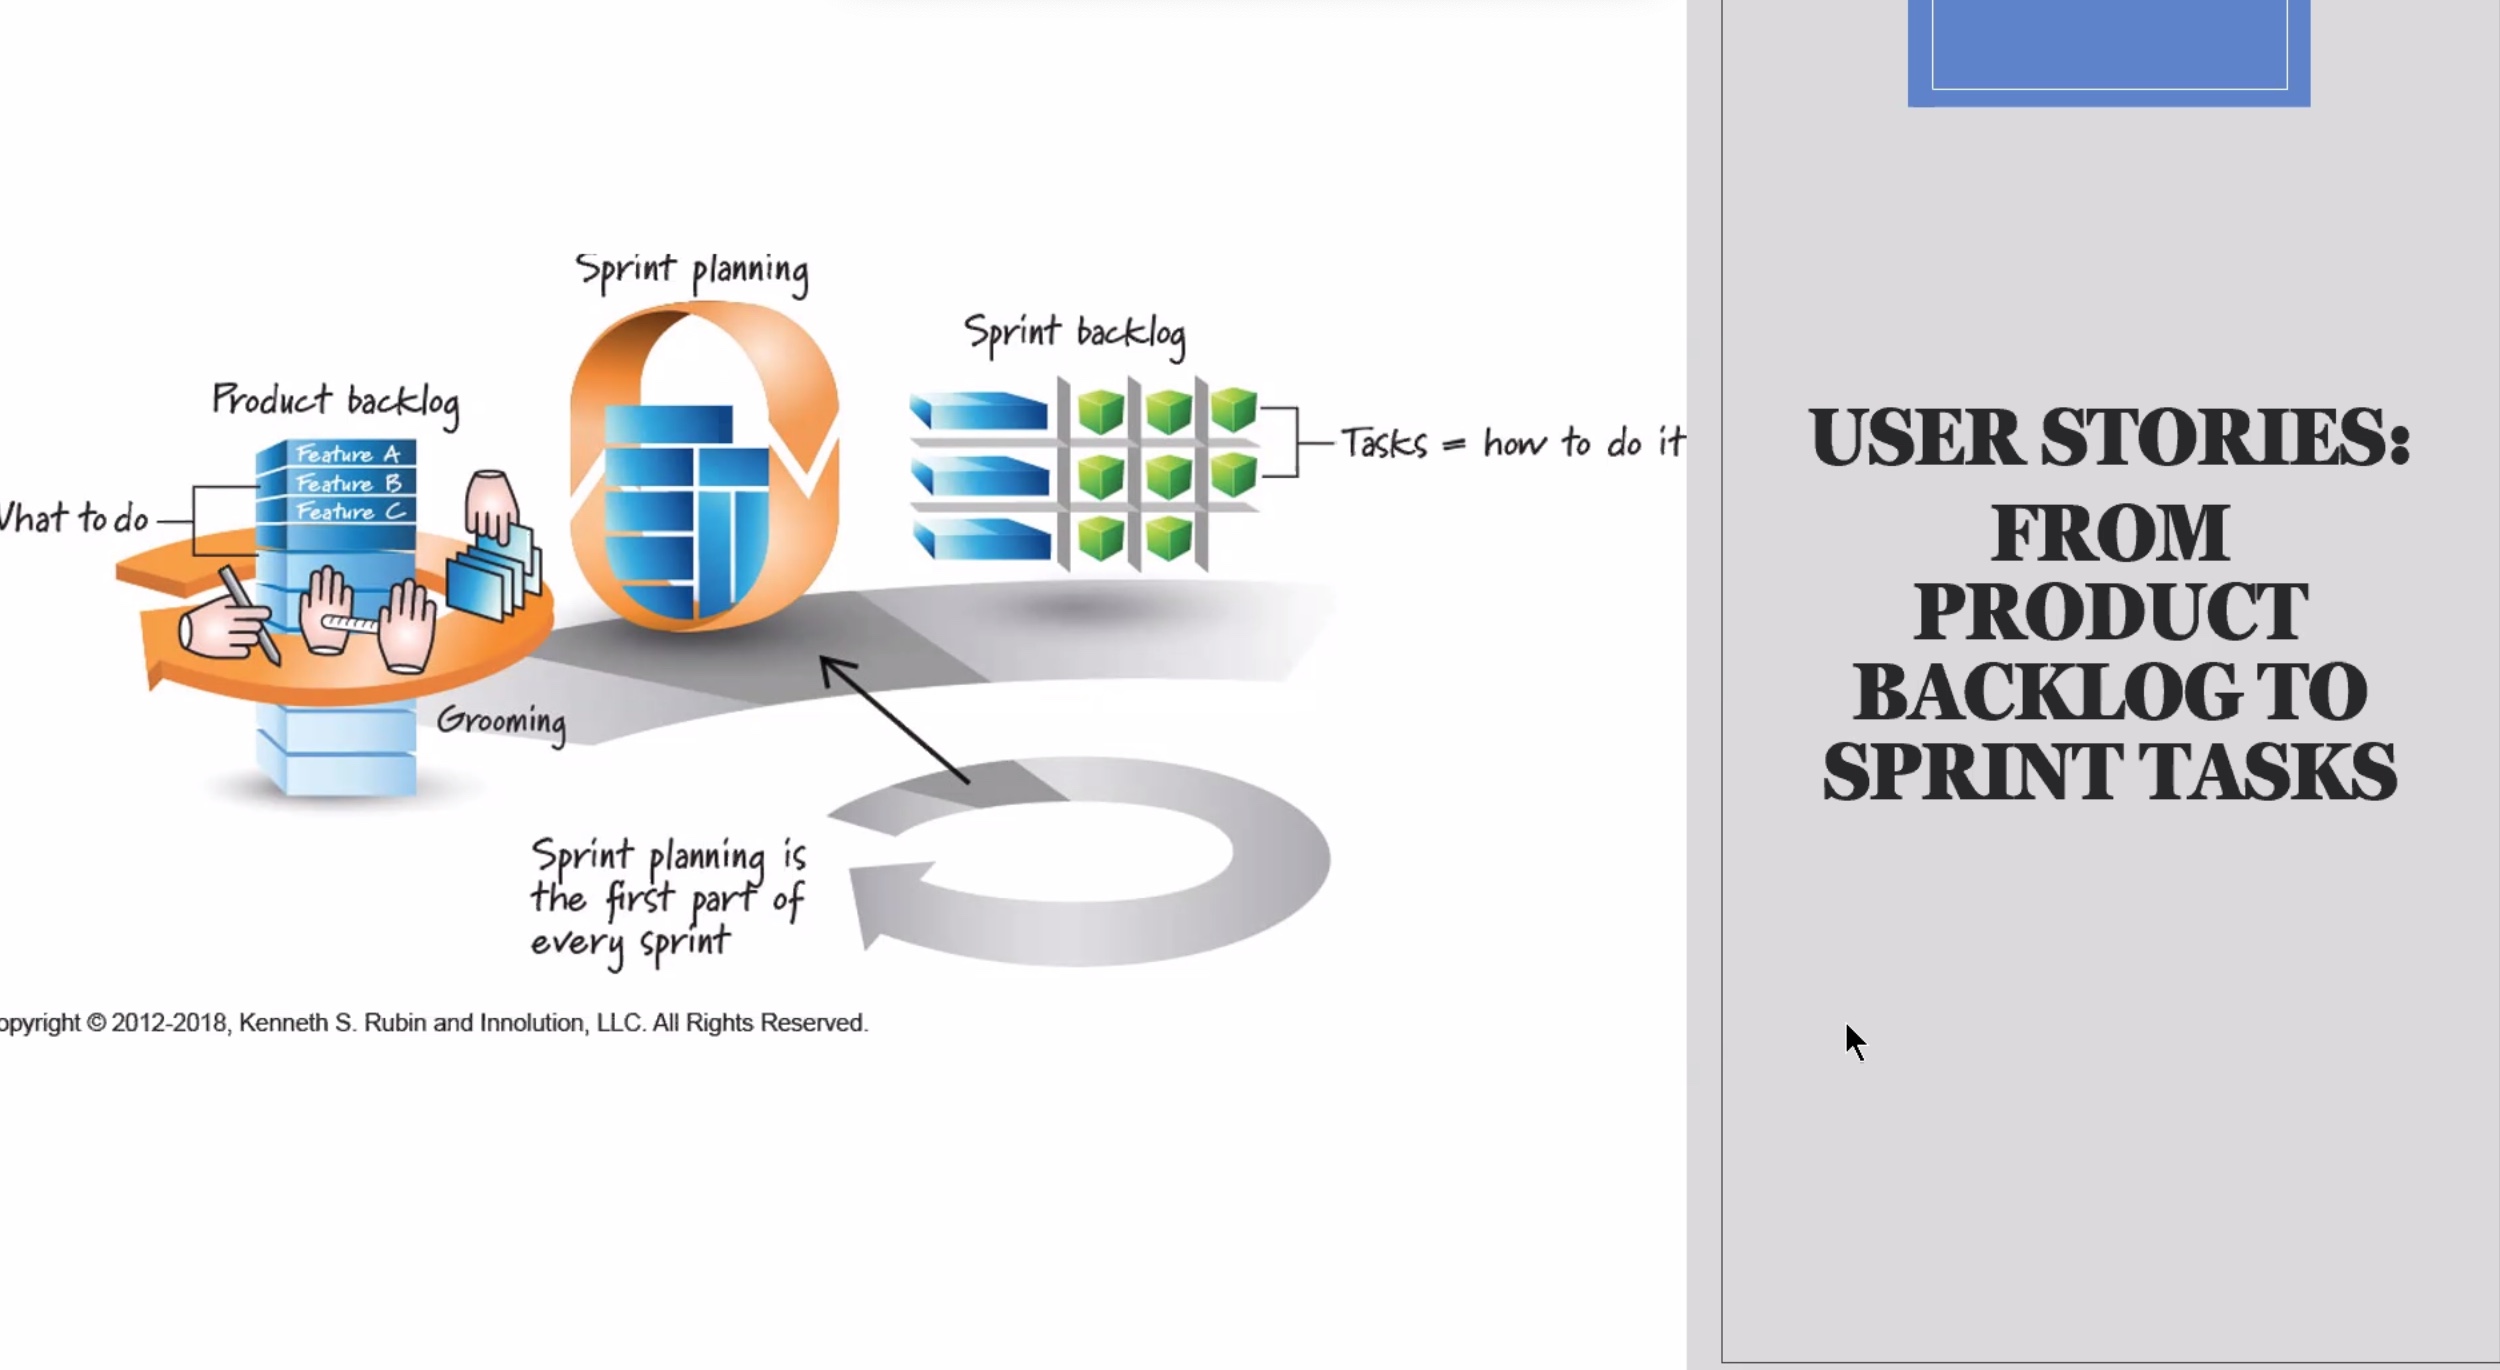 Sprint planning
Sprint backlog
Product backlog
Feature A
Feature B
Feature C
What to do
Tasks = how to do it
Grooming
Sprint planning is
the first part of
every sprint
opyright © 2012-2018, Kenneth S. Rubin and Innolution, LLC. All Rights Reserved.
USER STORIES:
FROM
PRODUCT
BACKLOG TO
SPRINT TASKS